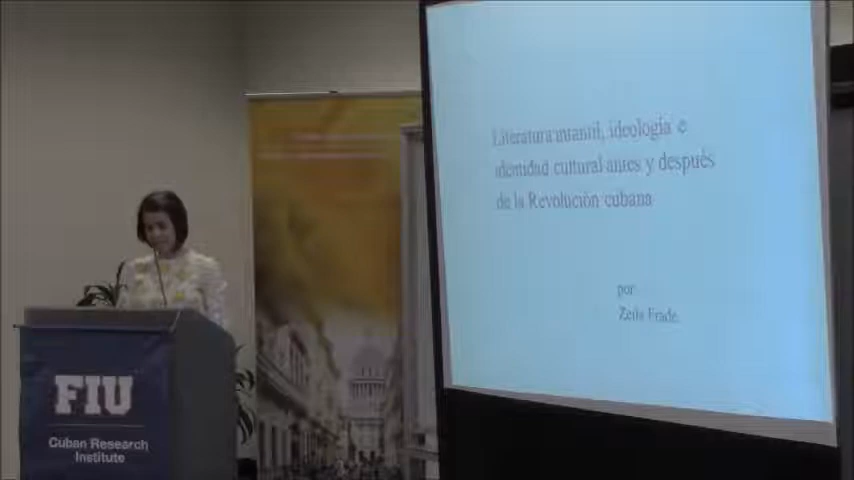 Literatura infantil, ideología e
identidad cultural antes y después
de la Revolución cubana
por
Zeila Frade
FIU
Cuban Research
Institute